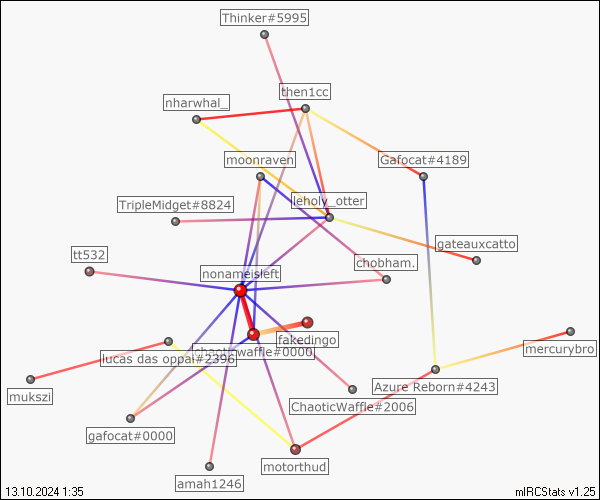 Thinker#5995
then1cc
nharwhal_
moonraven
Gafocat#4189
leholy_otter
TripleMidget#8824
gateauxcatto
tt532
chobham.
nonameisleft
fakedingo
chaoticwaffle#0000
mercurybro
lucas das oppai#2396
Azure Reborn#4243
mukszi
ChaoticWaffle#2006
gafocat#0000
motorthud
amah1246
13.10.2024 1:35
mIRCStats v1.25